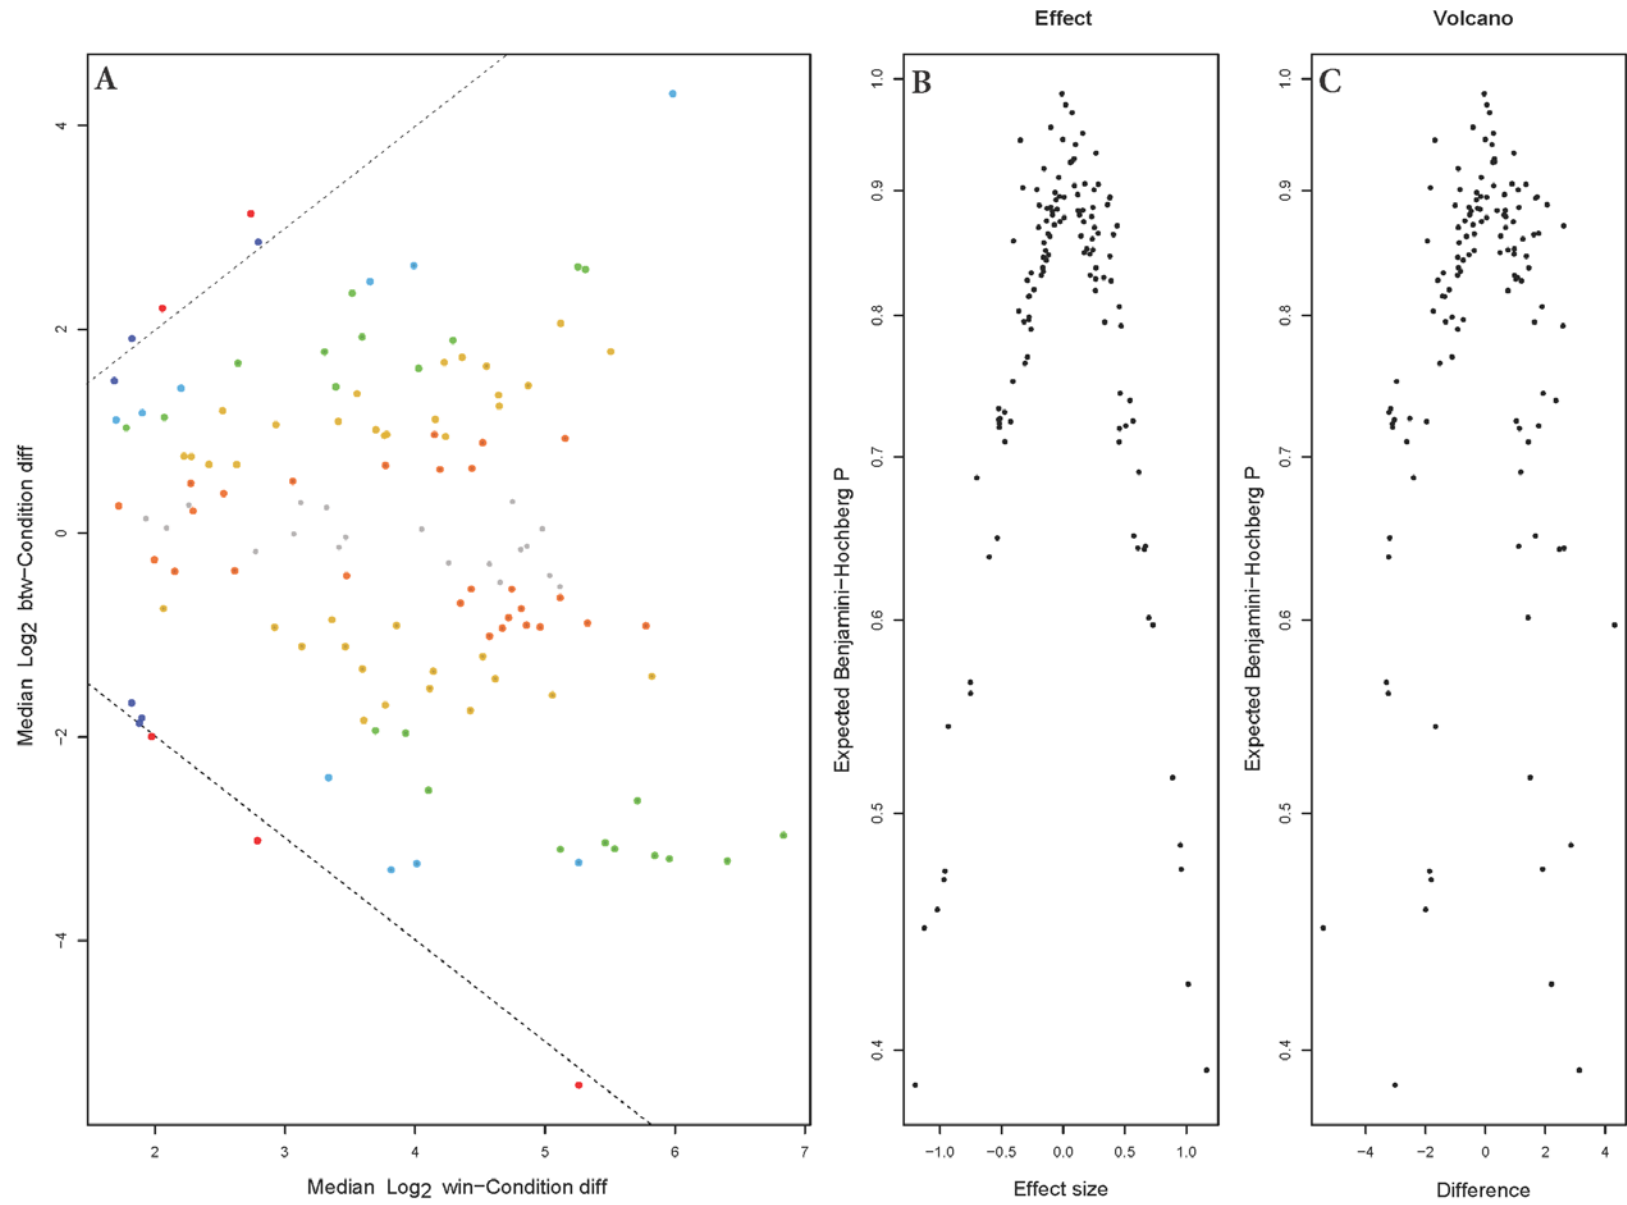 A
4
2
0
−2
−4
Median Log2 btw−Condition diff
2 3 4 5 6 7
Median Log2 win−Condition diff
Effect
B
1.0
0.9
0.8
0.7
0.6
0.5
0.4
Expected Benjamini−Hochberg P
−1.0 −0.5 0.0 0.5 1.0
Effect size
Volcano
C
1.0
0.9
0.8
0.7
0.6
0.5
0.4
Expected Benjamini−Hochberg P
−4 −2 0 2 4
Difference